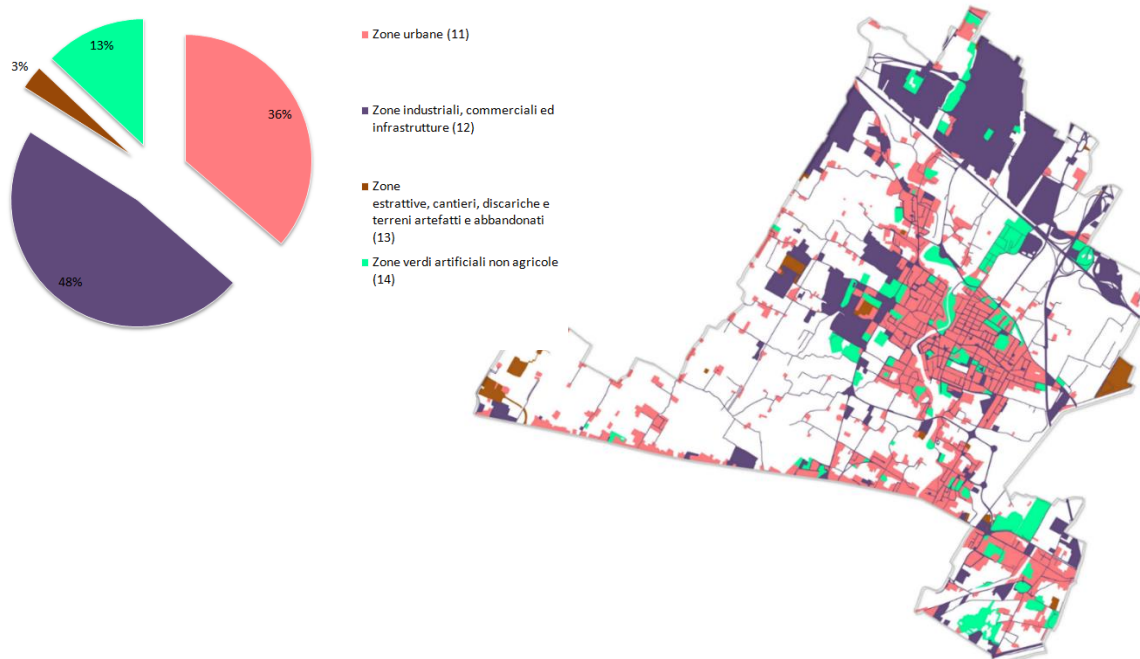 13%
3%
36%
48%
Zone urbane (11)
Zone industriali, commerciali ed
infrastrutture (12)
Zone
estrattive, cantieri, discariche e
terreni artefatti e abbandonati
(13)
Zone verdi artificiali non agricole
(14)